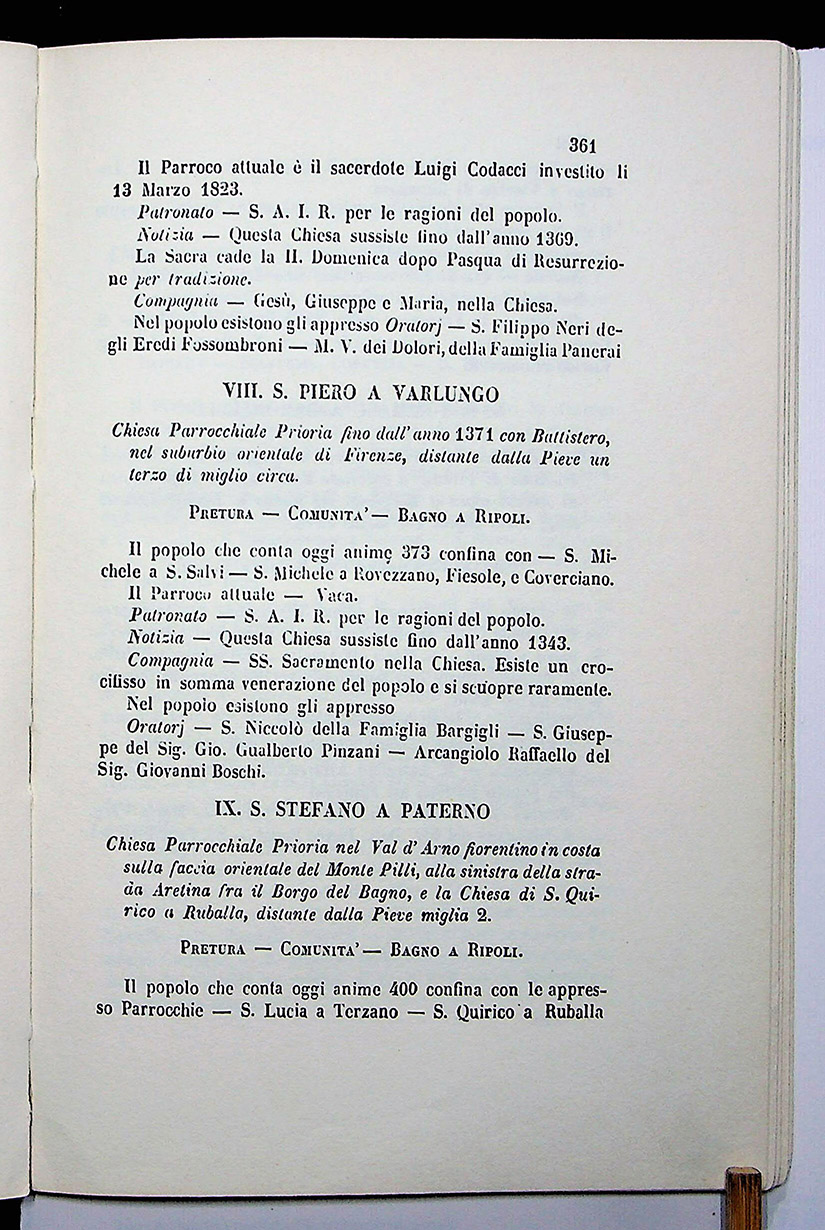 361
Il Parroco attuale è il sacerdote Luigi Codacci investito li
13 Marzo 1823.
Patronato — S. A. I. R. per le ragioni del popolo.
Notizia — Questa Chiesa sussiste fino dall'anno 1369.
La Sacra cade la II. Domenica dopo Pasqua di Resurrezio-
ne per tradizione.
Compagnia — Gesù, Giuseppe e Maria, nella Chiesa.
Nel popolo esistono gli appresso Oratorj — S. Filippo Neri de-
gli Eredi Fossombroni — M. V. dei Dolori, della Famiglia Panerai
VIII. S. PIERO A VARLUNGO
Chiesa Parrocchiale Prioria fino dall'anno 1371 con Battistero,
nel suburbio orientale di Firenze, distante dalla Pieve un
terzo di miglio circa.
PRETURA — COMUNITA' — BAGNO A RIPOLI.
Il popolo che conta oggi anime 373 confina con — S. Mi-
chele a S. Salvi — S. Michele a Rovezzano, Fiesole, e Coverciano.
Il Parroco attuale — Vaca.
Patronato — S. A. I. R. per le ragioni del popolo.
Notizia — Questa Chiesa sussiste fino dall'anno 1343.
Compagnia — SS. Sacramento nella Chiesa. Esiste un cro-
cifisso in somma venerazione del popolo e si scuopre raramente.
Nel popolo esistono gli appresso
Oratorj — S. Niccolò della Famiglia Bargigli — S. Giusep-
pe del Sig. Gio. Gualberto Pinzani — Arcangiolo Raffaello del
Sig. Giovanni Boschi.
IX. S. STEFANO A PATERNO
Chiesa Parrocchiale Prioria nel Val d'Arno fiorentino in costa
sulla faccia orientale del Monte Pilli, alla sinistra della stra-
da Aretina fra il Borgo del Bagno, e la Chiesa di S. Qui-
rico a Ruballa, distante dalla Pieve miglia 2.
PRETURA — COMUNITA' — BAGNO A RIPOLI.
Il popolo che conta oggi anime 400 confina con le appres-
so Parrocchie — S. Lucia a Terzano — S. Quirico a Ruballa